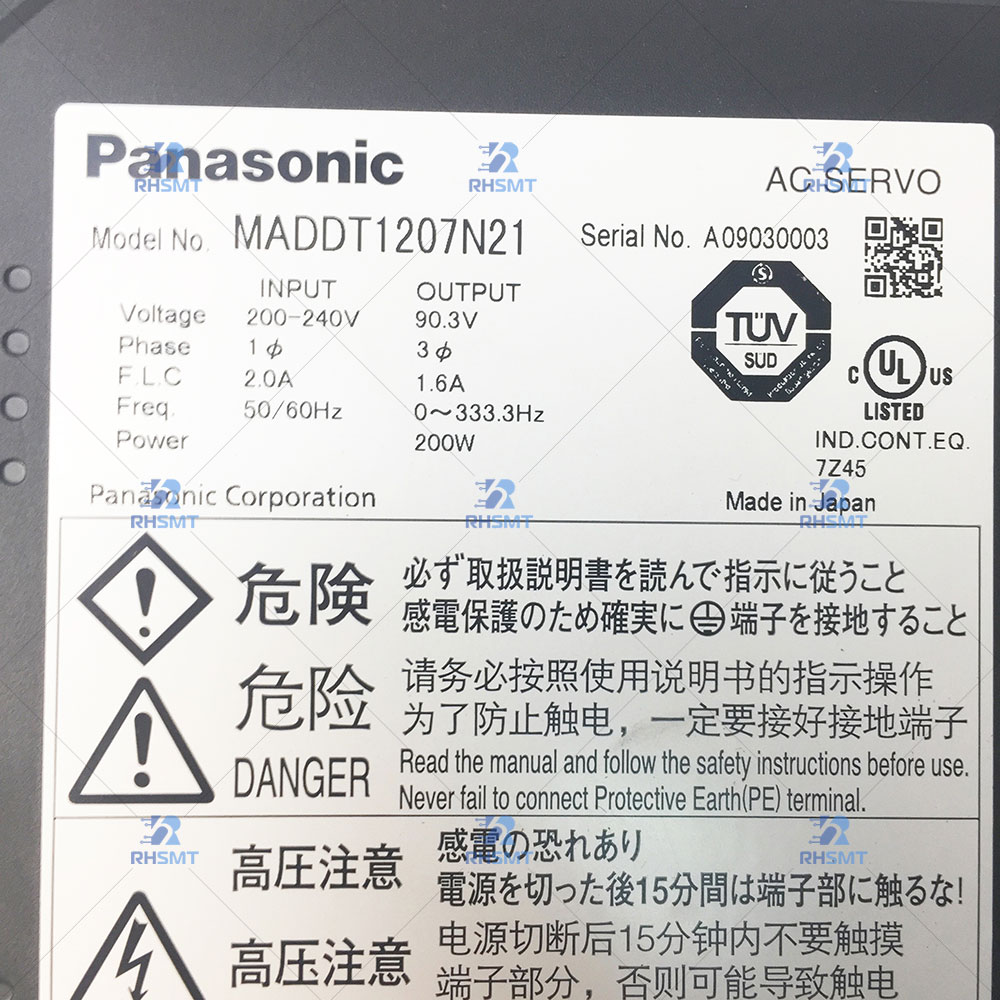 Panasonic
AC SERVO
Model No. MADDT1207N21 Serial No. A09030003
INPUT OUTPUT
Voltage 200-240V 90.3V
Phase 1ϕ 3ϕ
F.L.C 2.0A 1.6A
Freq. 50/60Hz 0～333.3Hz
Power 200W
TÜV
SUD
C UL US
LISTED
IND.CONT.EQ.
7Z45
Panasonic Corporation
Made in Japan
危険
必ず取扱説明書を読んで指示に従うこと
感電保護のため確実に端子を接地すること
危险
请务必按照使用说明书的指示操作
为了防止触电，一定要接好接地端子
DANGER
Read the manual and follow the safety instructions before use.
Never fail to connect Protective Earth(PE) terminal.
高圧注意
感電の恐れあり
電源を切った後15分間は端子部に触るな!
高压注意
电源切断后15分钟内不要触摸
端子部分，否则可能导致触电
RHSMT
RHSMT
RHSMT
RHSMT
RHSMT
RHSMT
RHSMT
RHSMT
RHSMT